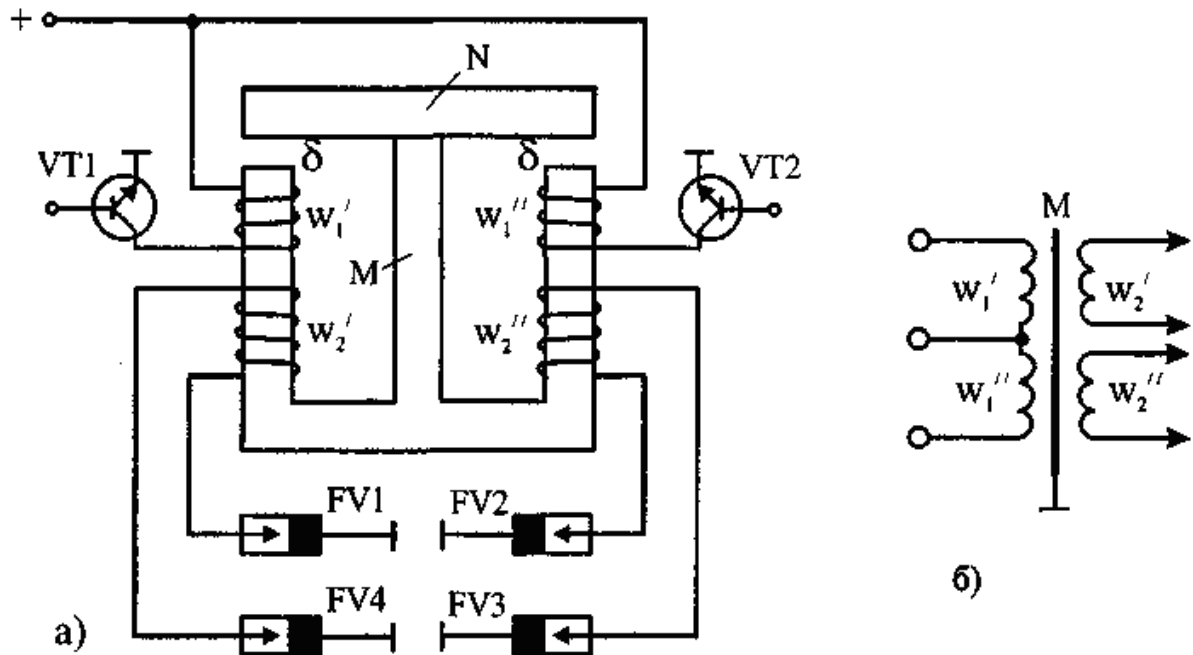 +
N
δ δ
VT1 VT2
w₁′ w₁″
M
w₂′ w₂″
FV1 FV2
FV4 FV3
а)
M
w₁′ w₂′
w₁″ w₂″
б)